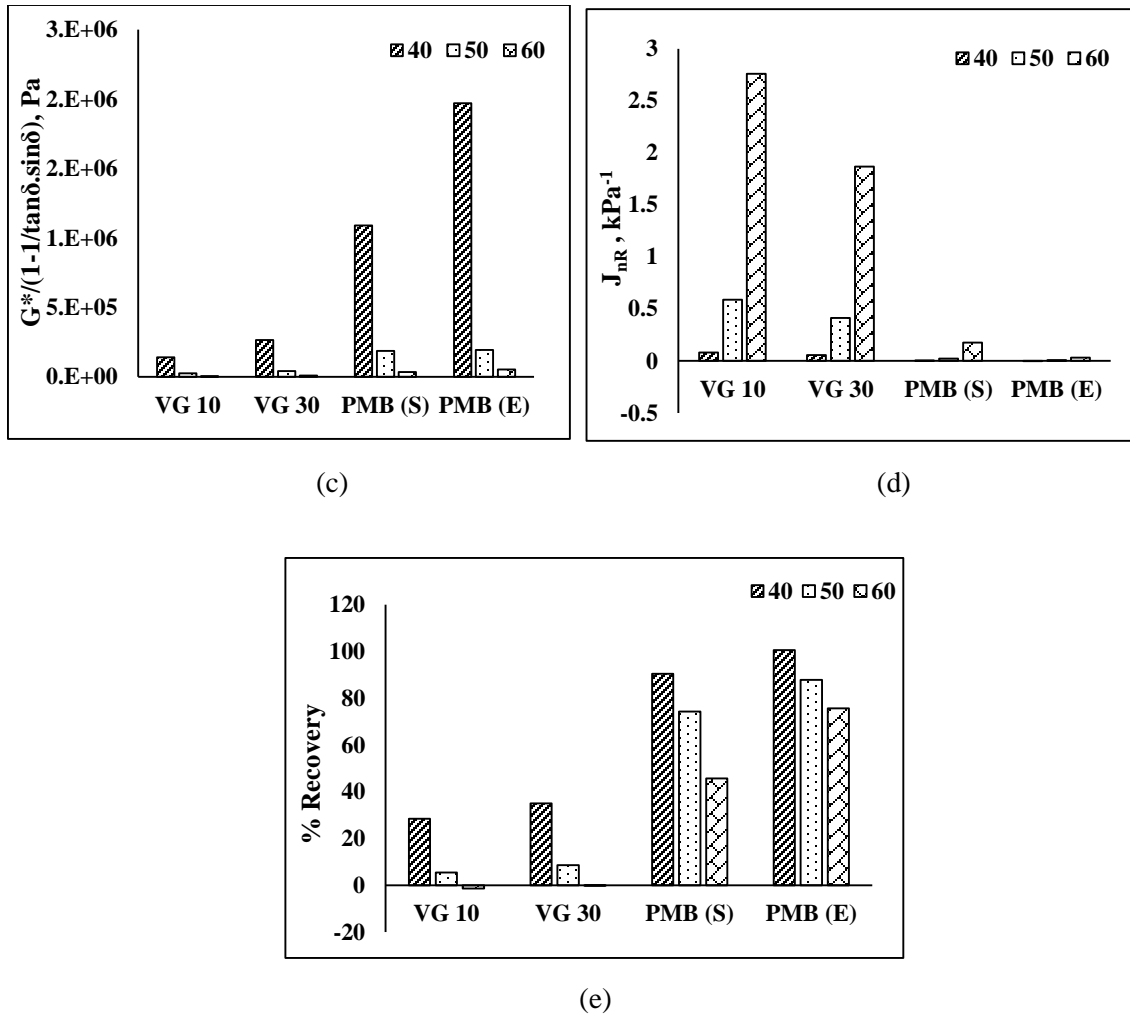 3.E+06
2.E+06
2.E+06
1.E+06
5.E+05
0.E+00
G*/(1-1/tanδ.sinδ), Pa
40 50 60
VG 10 VG 30 PMB (S) PMB (E)
(c)
3
2.5
2
1.5
1
0.5
0
-0.5
JnR , kPa-1
40 50 60
VG 10 VG 30 PMB (S) PMB (E)
(d)
120
100
80
60
40
20
0
-20
% Recovery
40 50 60
VG 10 VG 30 PMB (S) PMB (E)
(e)